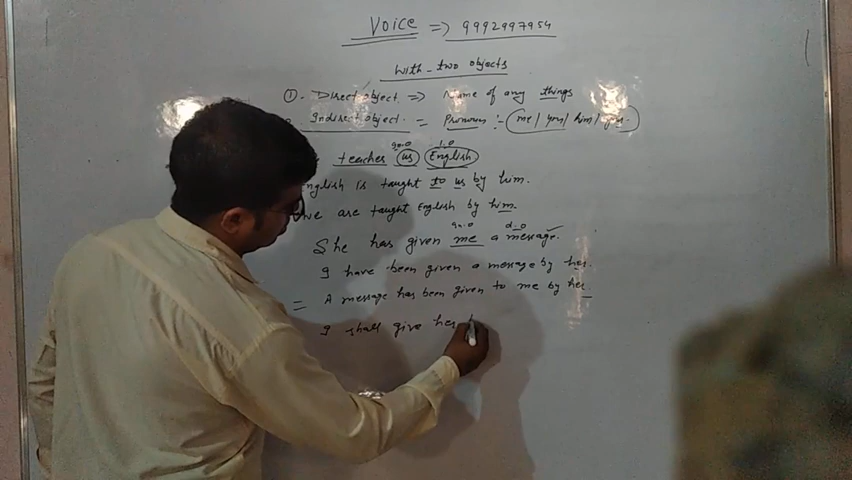 Voice => 9992997954
With-two objects
①. Direct object => Name of any things
Indirect object. = Pronoun :- (me / you / him /
teacher us English
English is taught to us by him.
we are taught English by him.
She has given me a message.
I have been given a message by her.
= A message has been given to me by her
I shall give her